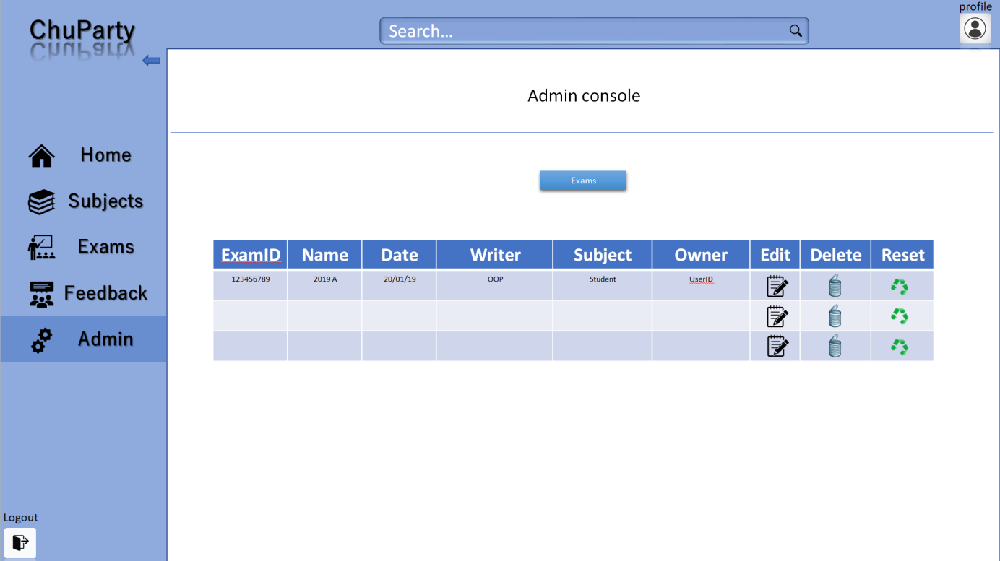 profile
ChuParty
Search...
Admin console
Home
Subjects
Exams
Feedback
Admin
Exams
ExamID Name Date Writer Subject Owner Edit Delete Reset
123456789 2019 A 20/01/19 OOP Student UserID
Logout